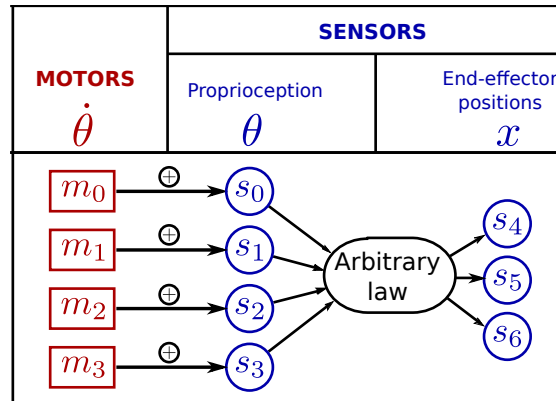 SENSORS
MOTORS
Proprioception
End-effector
positions
θ̇
θ
x
m₀ ⊕ s₀
m₁ ⊕ s₁
m₂ ⊕ s₂
m₃ ⊕ s₃
Arbitrary
law
s₄
s₅
s₆